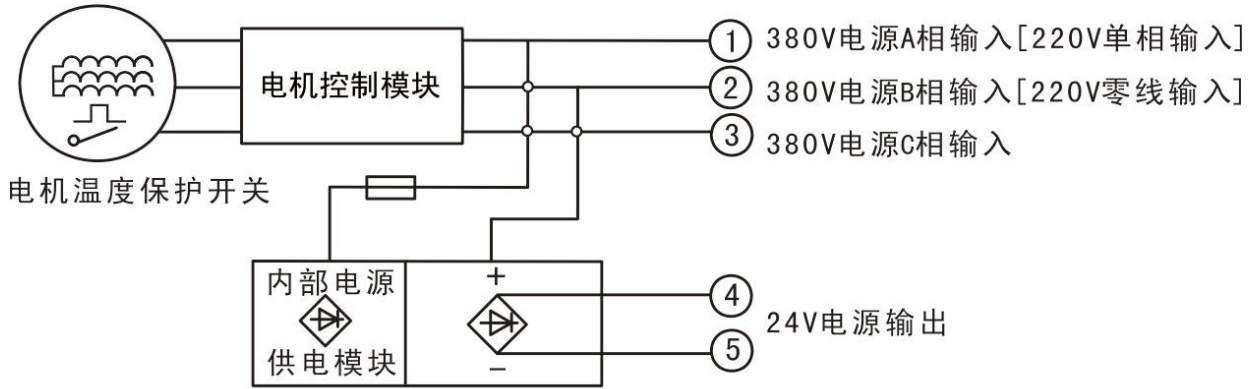 ① 380V电源A相输入[220V单相输入]
电机控制模块
② 380V电源B相输入[220V零线输入]
③ 380V电源C相输入
电机温度保护开关
内部电源
供电模块
+
−
④
24V电源输出
⑤